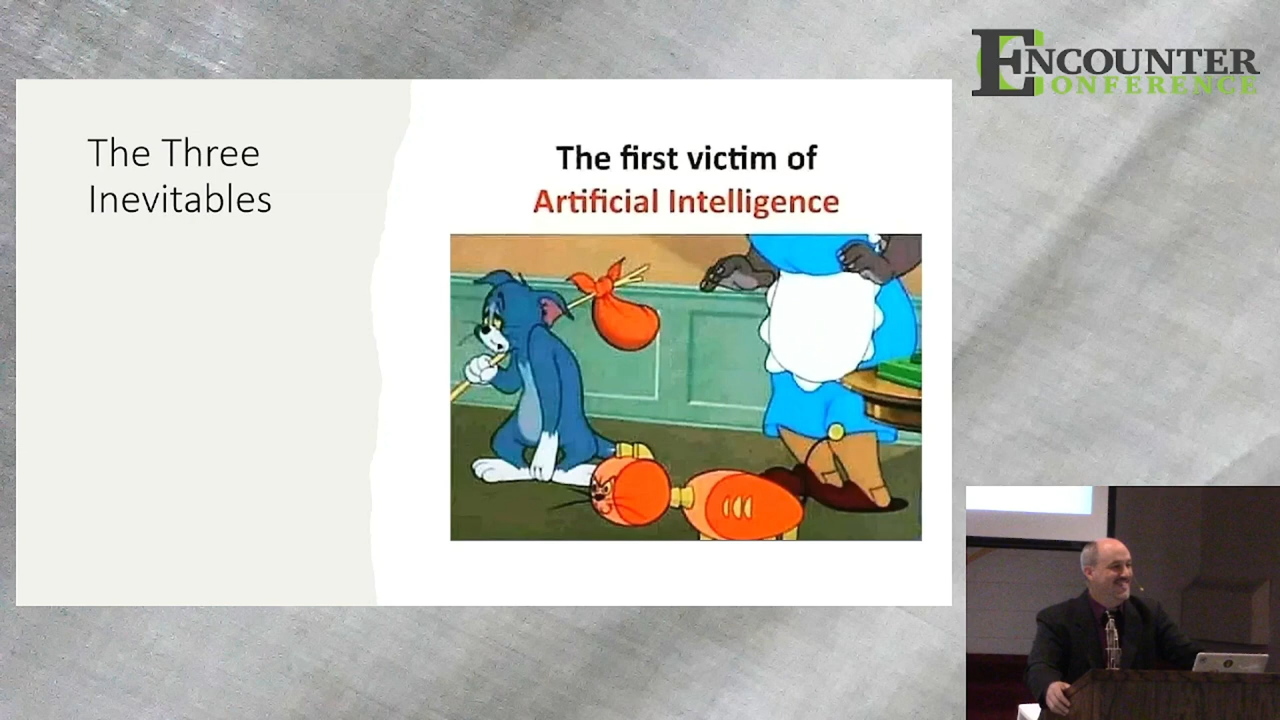 ENCOUNTER
CONFERENCE
The Three
Inevitables
The first victim of
Artificial Intelligence